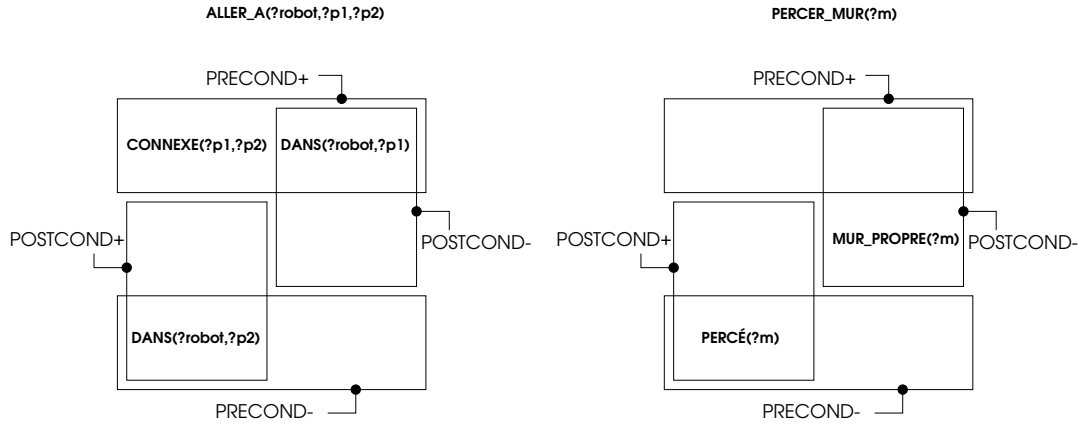 ALLER_A(?robot,?p1,?p2)
PRECOND+
CONNEXE(?p1,?p2)
DANS(?robot,?p1)
POSTCOND+
POSTCOND-
DANS(?robot,?p2)
PRECOND-
PERCER_MUR(?m)
PRECOND+
POSTCOND+
MUR_PROPRE(?m)
POSTCOND-
PERCÉ(?m)
PRECOND-